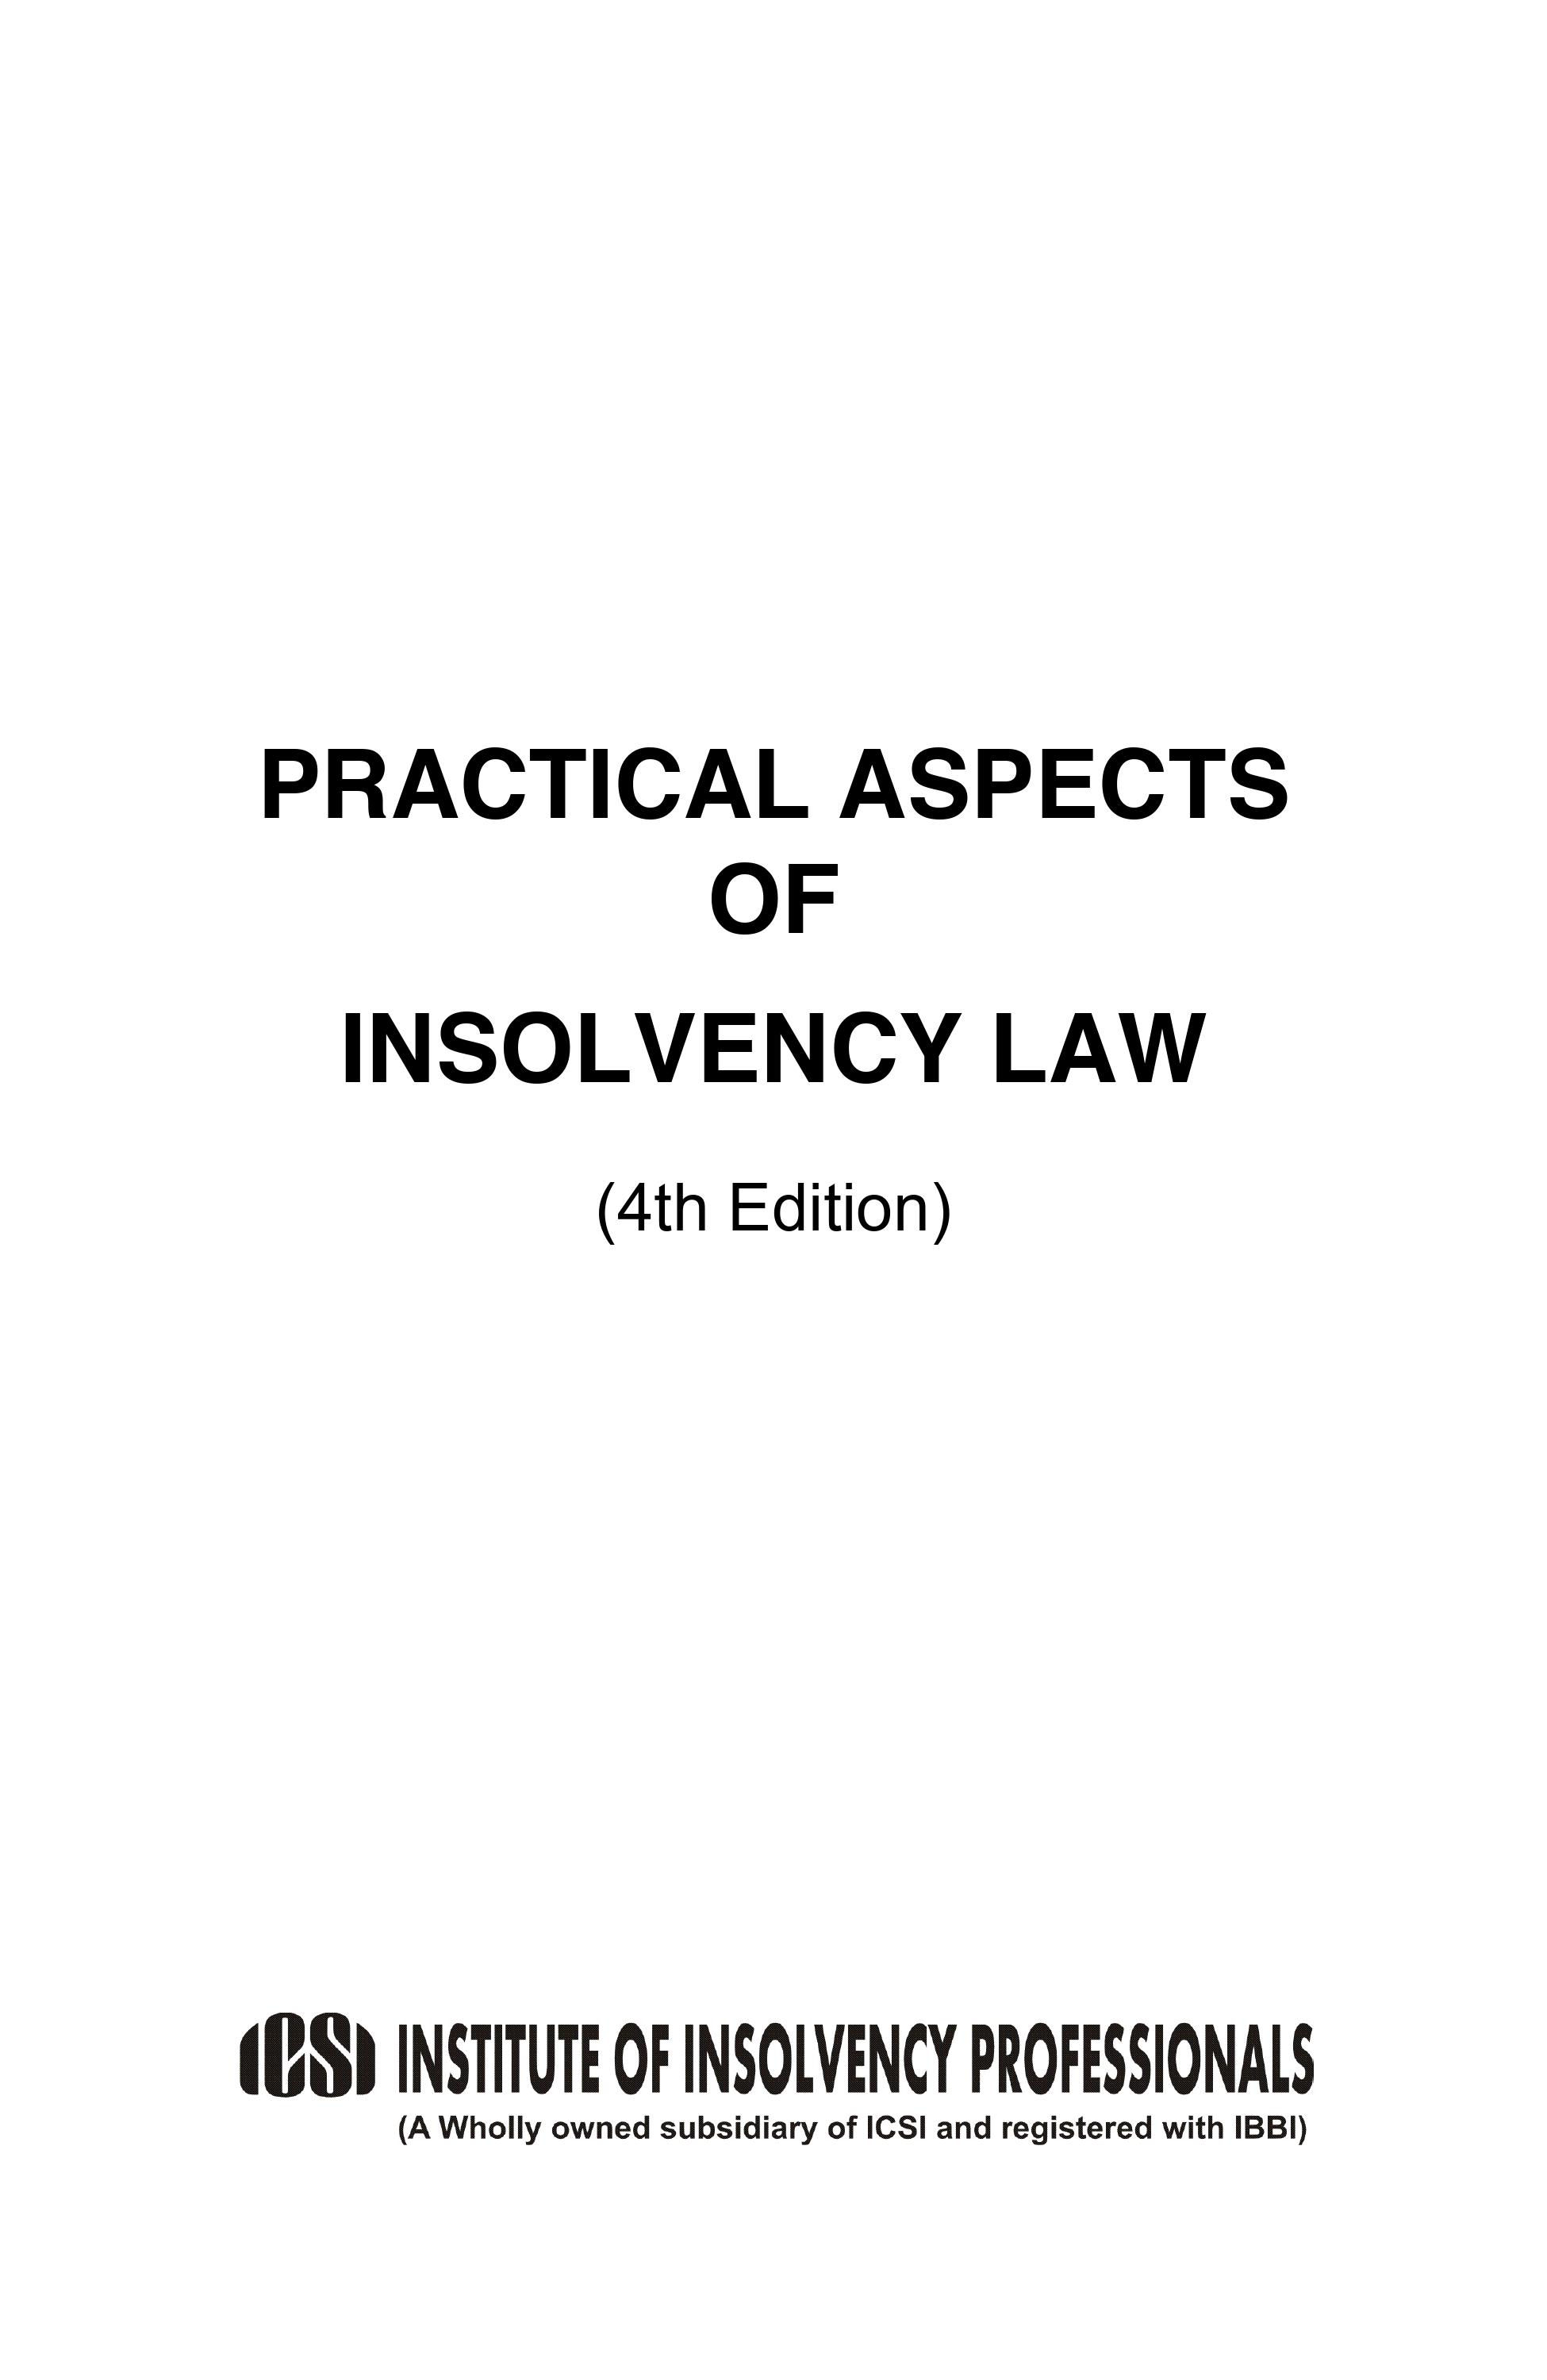 PRACTICAL ASPECTS
OF
INSOLVENCY LAW
(4th Edition)
ICSI INSTITUTE OF INSOLVENCY PROFESSIONALS
(A Wholly owned subsidiary of ICSI and registered with IBBI)